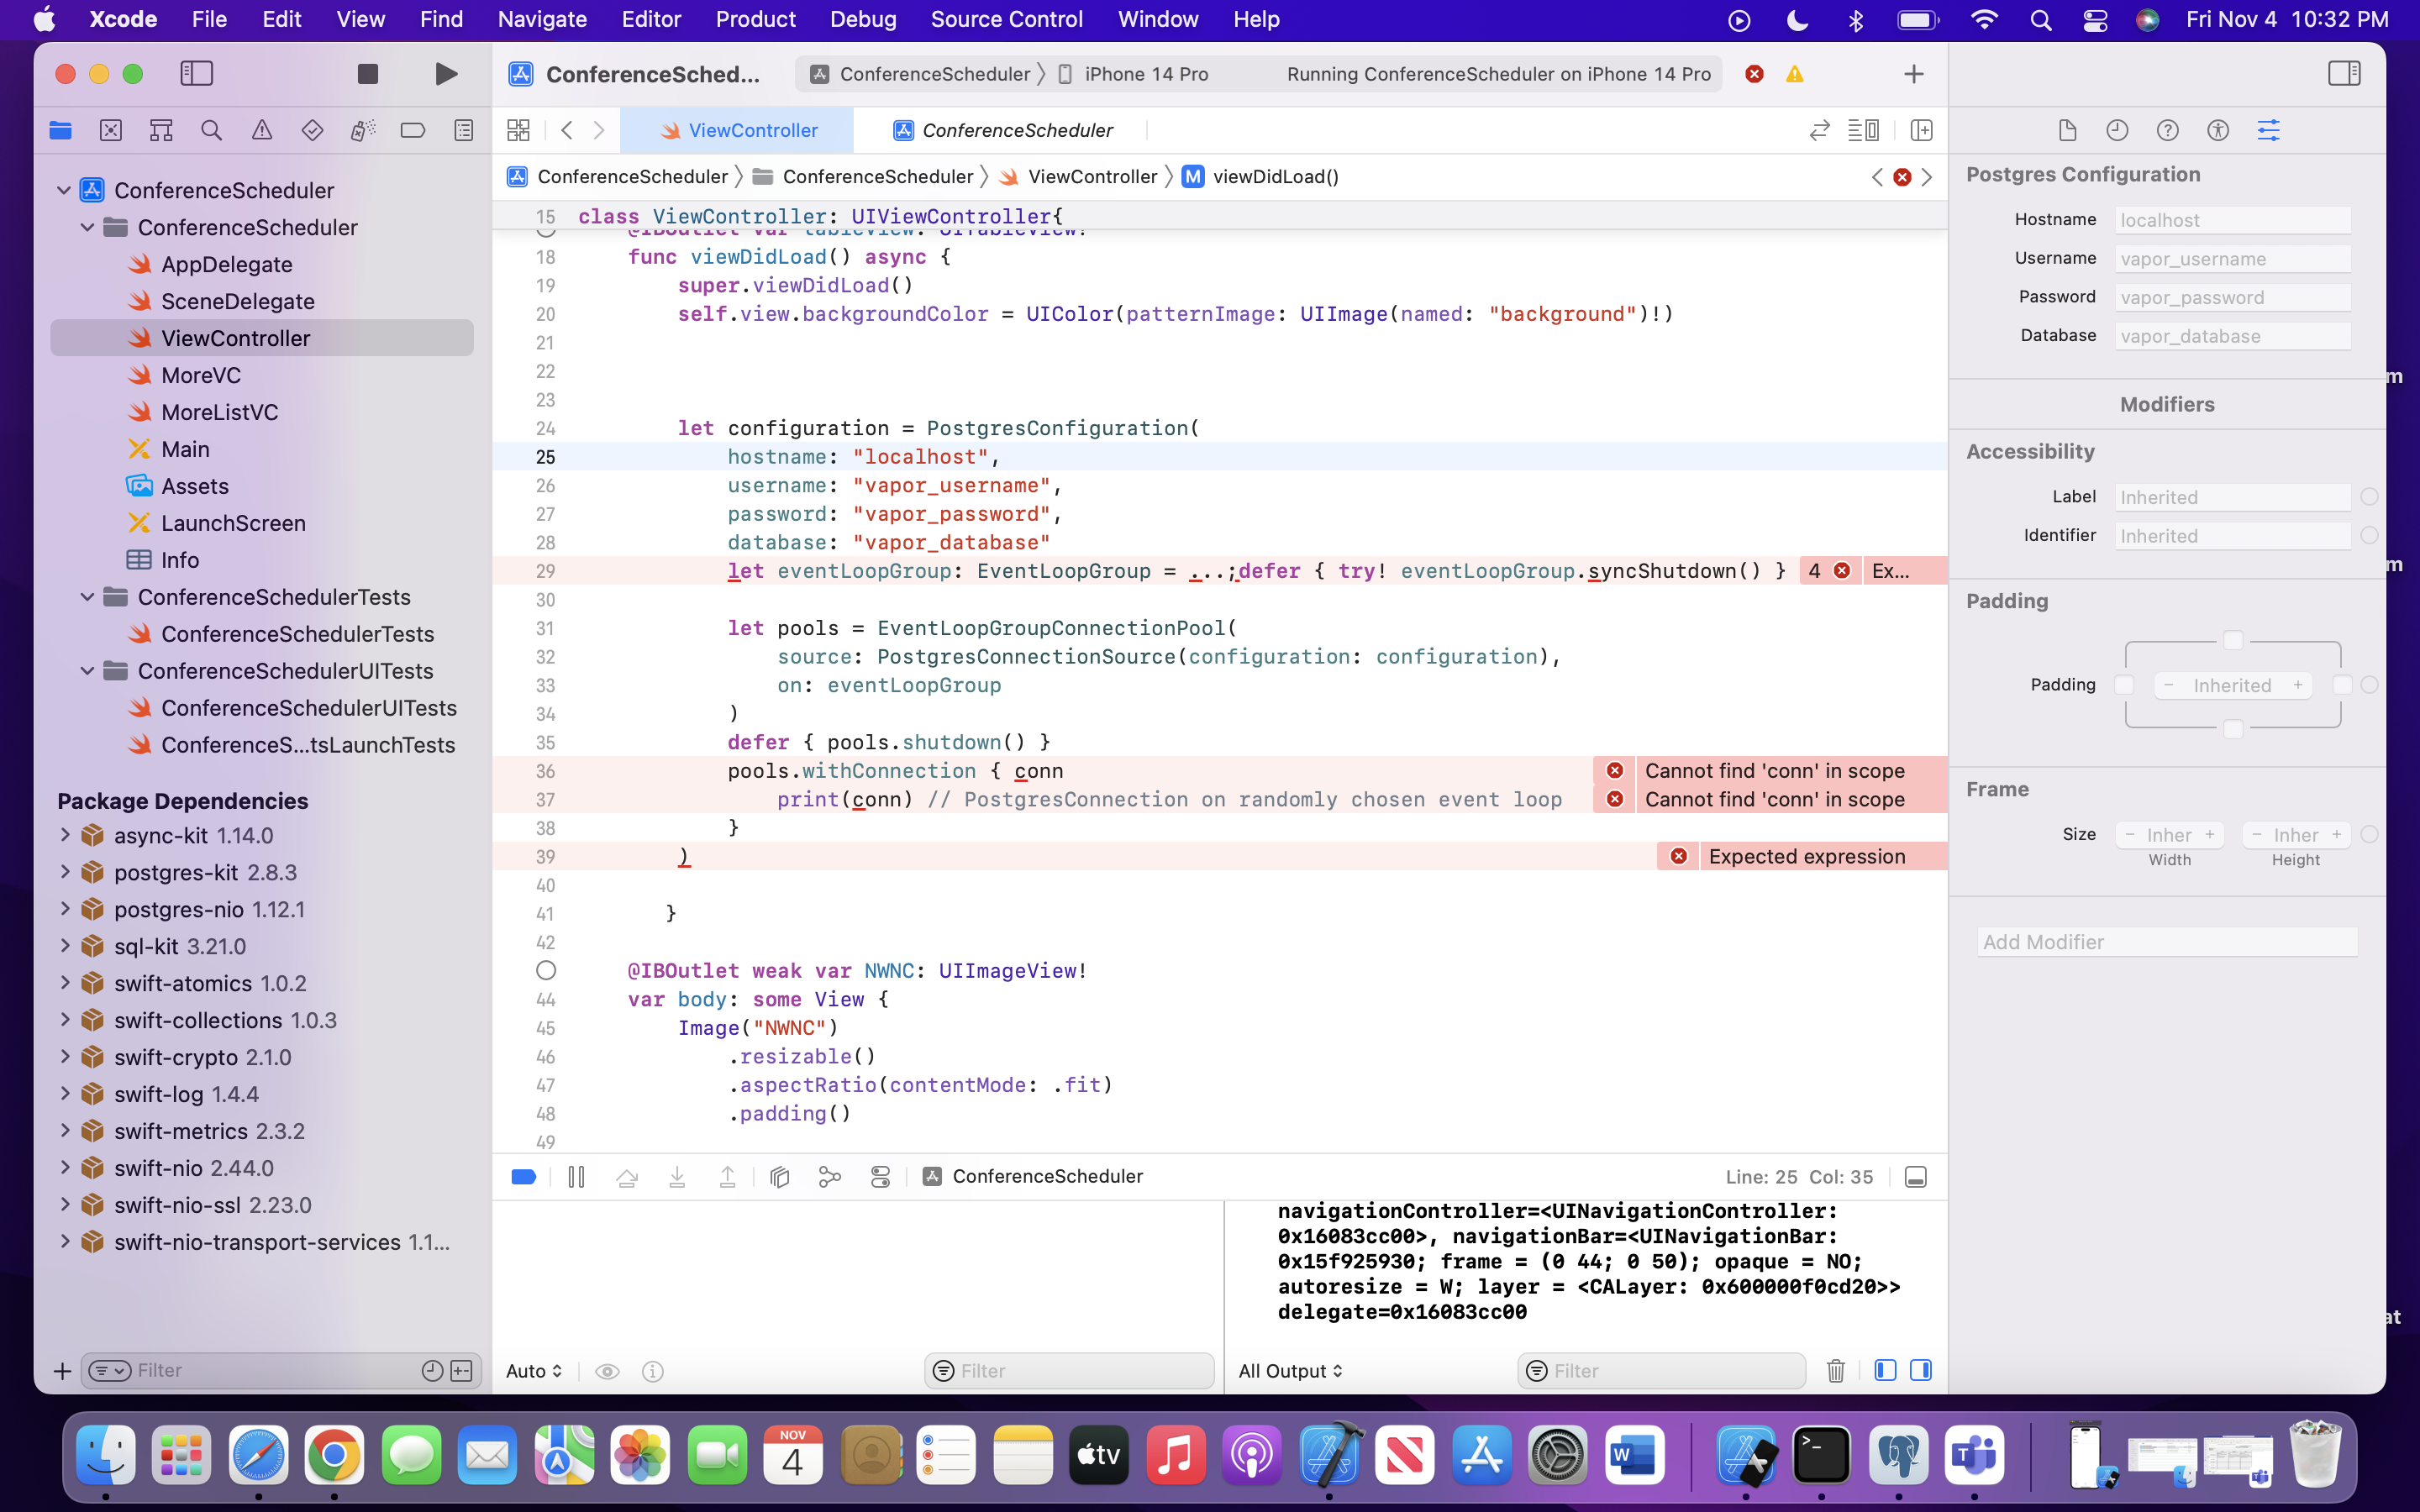 Xcode File Edit View Find Navigate Editor Product Debug Source Control Window Help Fri Nov 4 10:32 PM
ConferenceSched... ConferenceScheduler iPhone 14 Pro Running ConferenceScheduler on iPhone 14 Pro
ViewController ConferenceScheduler
ConferenceScheduler ConferenceScheduler ViewController M viewDidLoad()
ConferenceScheduler
ConferenceScheduler
AppDelegate
SceneDelegate
ViewController
MoreVC
MoreListVC
Main
Assets
LaunchScreen
Info
ConferenceSchedulerTests
ConferenceSchedulerTests
ConferenceSchedulerUITests
ConferenceSchedulerUITests
ConferenceS...tsLaunchTests
Package Dependencies
async-kit 1.14.0
postgres-kit 2.8.3
postgres-nio 1.12.1
sql-kit 3.21.0
swift-atomics 1.0.2
swift-collections 1.0.3
swift-crypto 2.1.0
swift-log 1.4.4
swift-metrics 2.3.2
swift-nio 2.44.0
swift-nio-ssl 2.23.0
swift-nio-transport-services 1.1...
Filter
15 class ViewController: UIViewController{
@IBOutlet var tableView: UITableView!
18 func viewDidLoad() async {
19 super.viewDidLoad()
20 self.view.backgroundColor = UIColor(patternImage: UIImage(named: "background")!)
21
22
23
24 let configuration = PostgresConfiguration(
25 hostname: "localhost",
26 username: "vapor_username",
27 password: "vapor_password",
28 database: "vapor_database"
29 let eventLoopGroup: EventLoopGroup = ...;defer { try! eventLoopGroup.syncShutdown() } 4 Ex...
30
31 let pools = EventLoopGroupConnectionPool(
32 source: PostgresConnectionSource(configuration: configuration),
33 on: eventLoopGroup
34 )
35 defer { pools.shutdown() }
36 pools.withConnection { conn Cannot find 'conn' in scope
37 print(conn) // PostgresConnection on randomly chosen event loop Cannot find 'conn' in scope
38 }
39 ) Expected expression
40
41 }
42
@IBOutlet weak var NWNC: UIImageView!
44 var body: some View {
45 Image("NWNC")
46 .resizable()
47 .aspectRatio(contentMode: .fit)
48 .padding()
49
ConferenceScheduler Line: 25 Col: 35
navigationController=<UINavigationController:
0x16083cc00>, navigationBar=<UINavigationBar:
0x15f925930; frame = (0 44; 0 50); opaque = NO;
autoresize = W; layer = <CALayer: 0x600000f0cd20>>
delegate=0x16083cc00
Auto Filter All Output Filter
Postgres Configuration
Hostname localhost
Username vapor_username
Password vapor_password
Database vapor_database
Modifiers
Accessibility
Label Inherited
Identifier Inherited
Padding
Padding − Inherited +
Frame
Size − Inher + − Inher +
Width Height
Add Modifier
m
m
at
NOV
4
tv
W
T